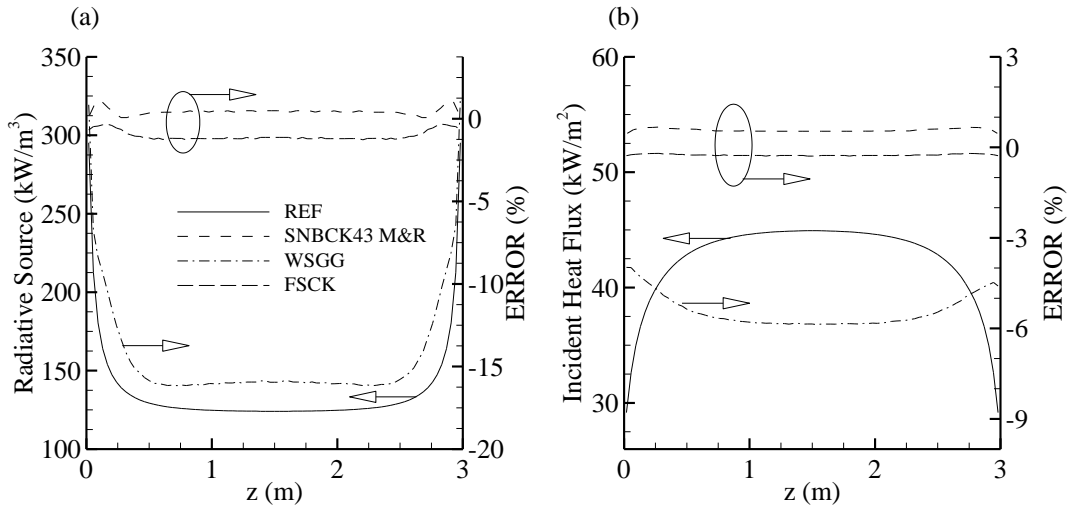 (a)
(b)
350
300
250
200
150
100
Radiative Source (kW/m³)
0
-5
-10
-15
-20
ERROR (%)
REF
SNBCK43 M&R
WSGG
FSCK
0
1
2
3
z (m)
60
50
40
30
Incident Heat Flux (kW/m²)
3
0
-3
-6
-9
ERROR (%)
0
1
2
3
z (m)